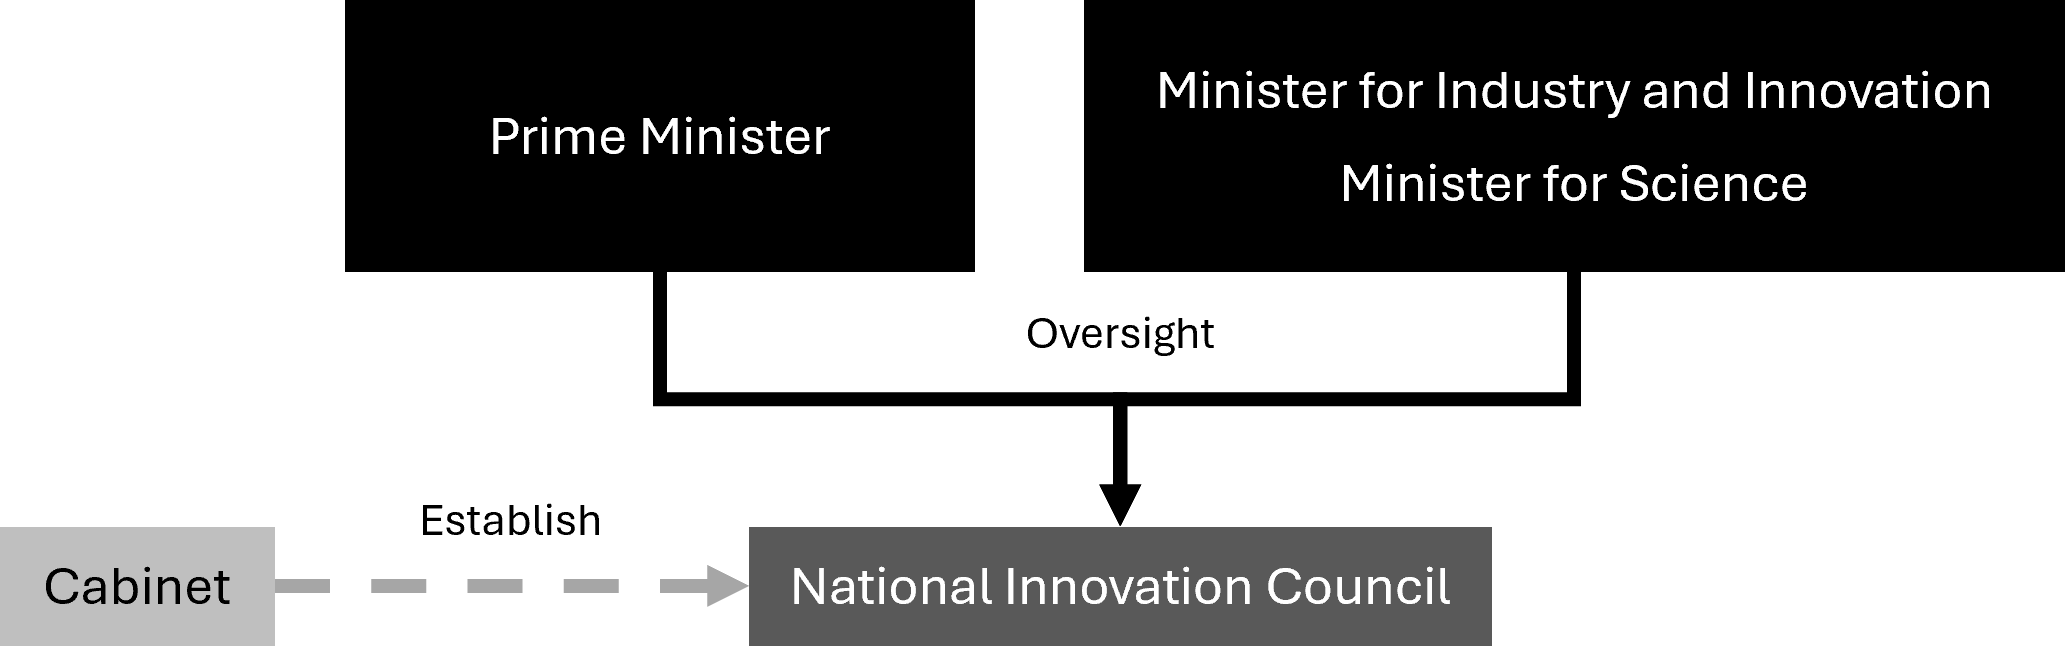 Prime Minister
Minister for Industry and Innovation
Minister for Science
Oversight
Establish
Cabinet
National Innovation Council